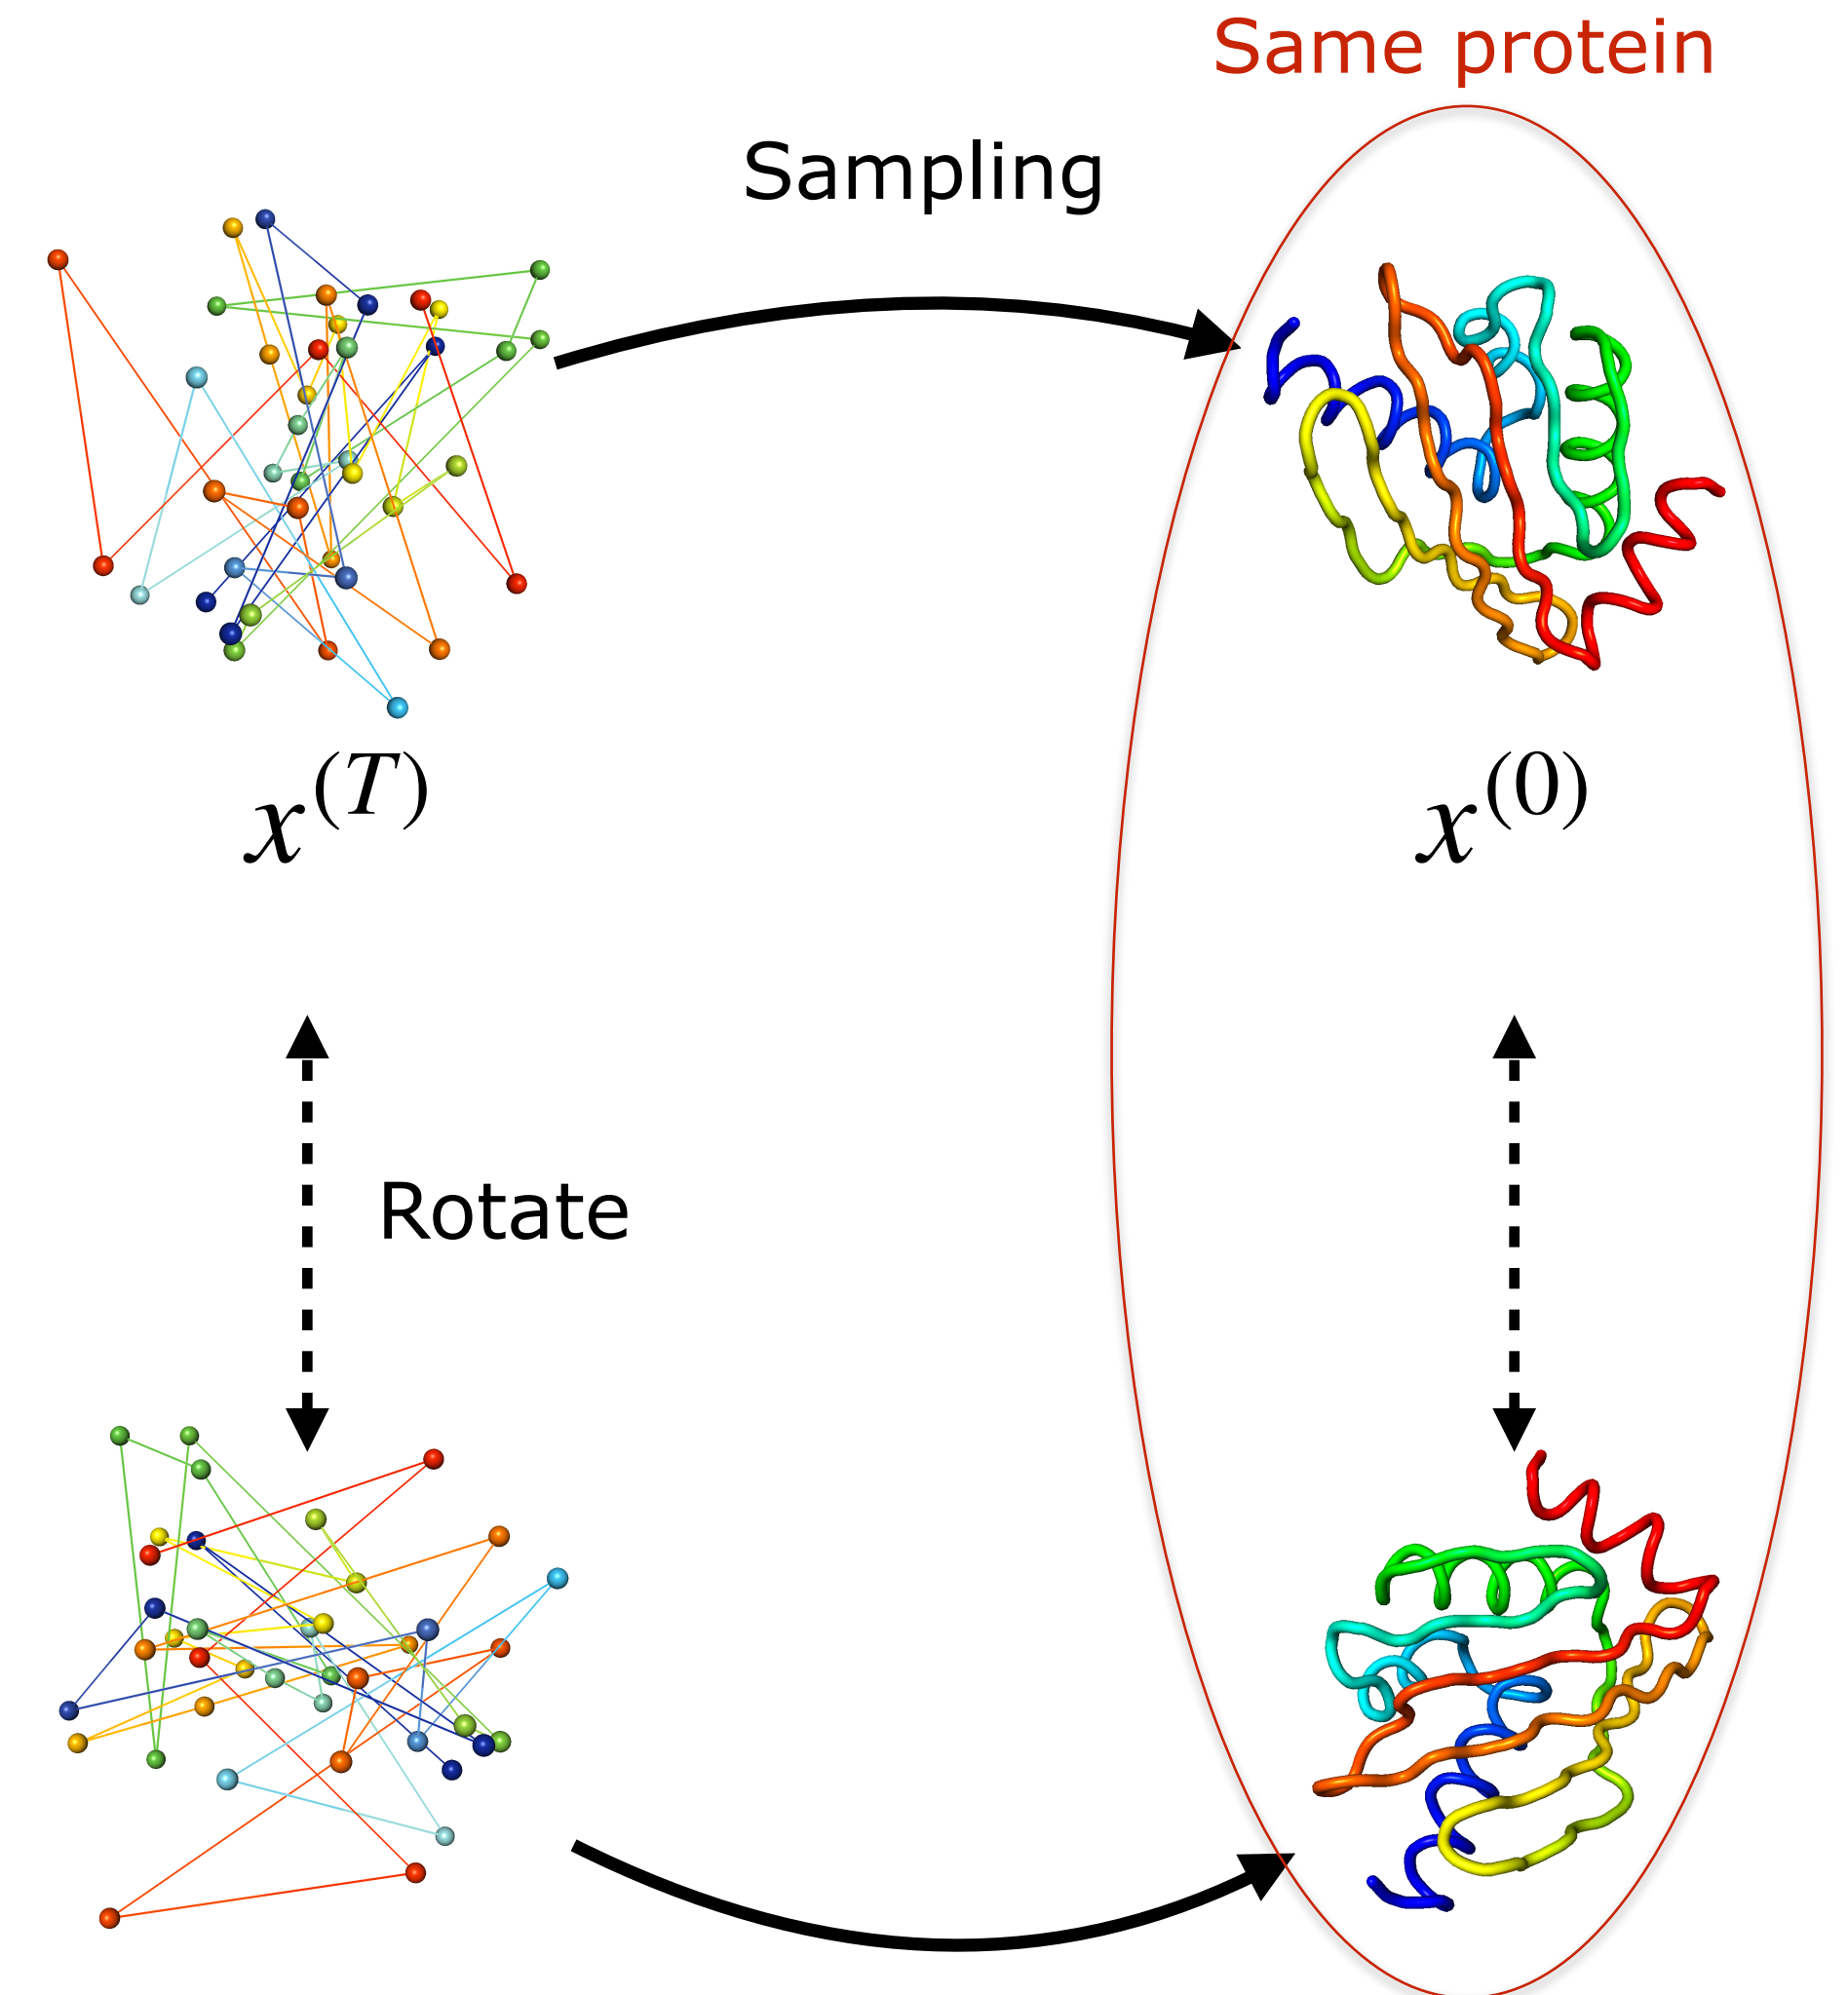 Same protein
Sampling
x^(T)
x^(0)
Rotate